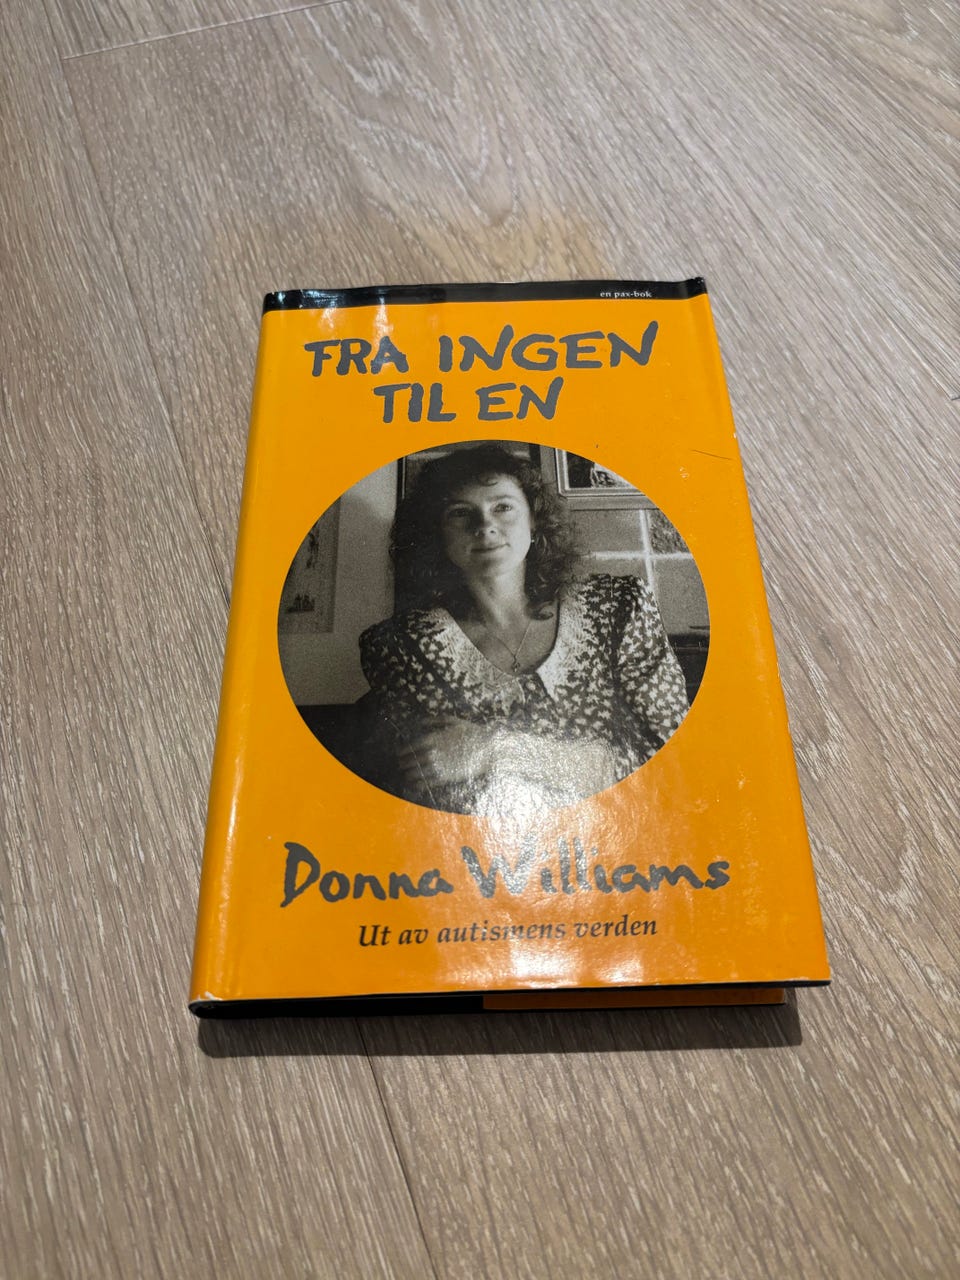 en pax-bok
FRA INGEN
TIL EN
Donna Williams
Ut av autismens verden